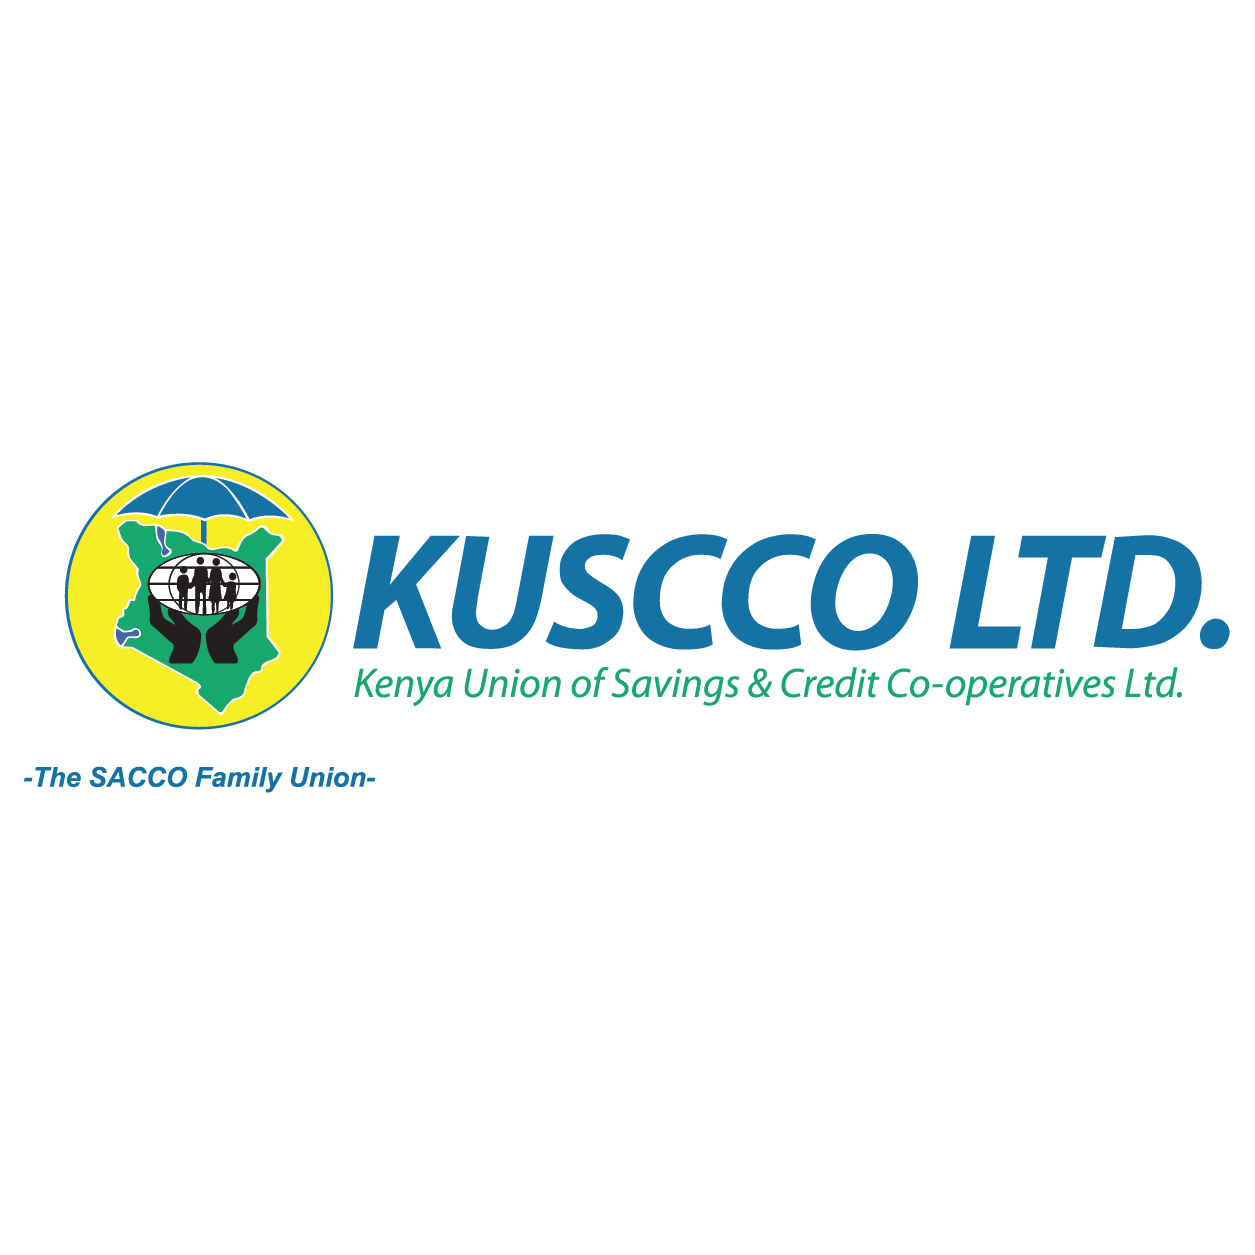 KUSCCO LTD.
Kenya Union of Savings & Credit Co-operatives Ltd.
-The SACCO Family Union-